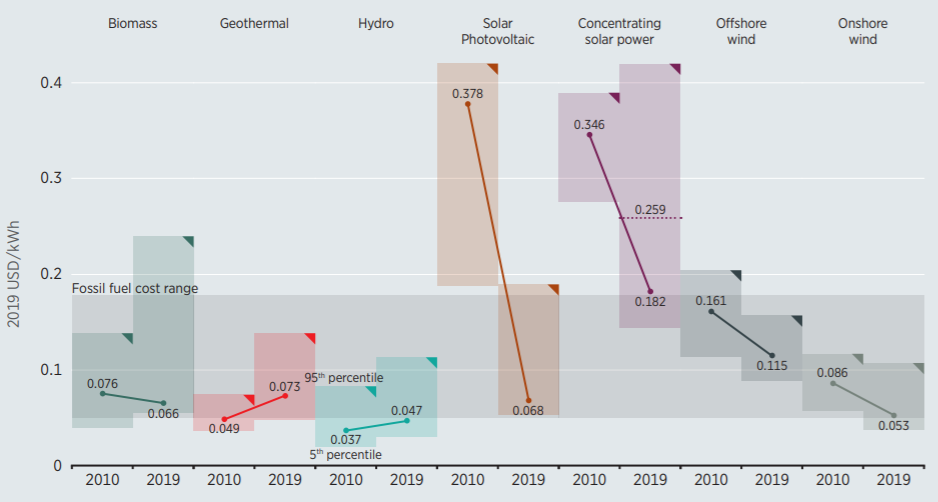 Biomass
Geothermal
Hydro
Solar
Photovoltaic
Concentrating
solar power
Offshore
wind
Onshore
wind
2019 USD/kWh
0.4
0.3
0.2
0.1
0
Fossil fuel cost range
0.076
0.066
0.049
0.073
95th percentile
0.037
0.047
5th percentile
0.378
0.068
0.346
0.259
0.182
0.161
0.115
0.086
0.053
2010 2019 2010 2019 2010 2019 2010 2019 2010 2019 2010 2019 2010 2019